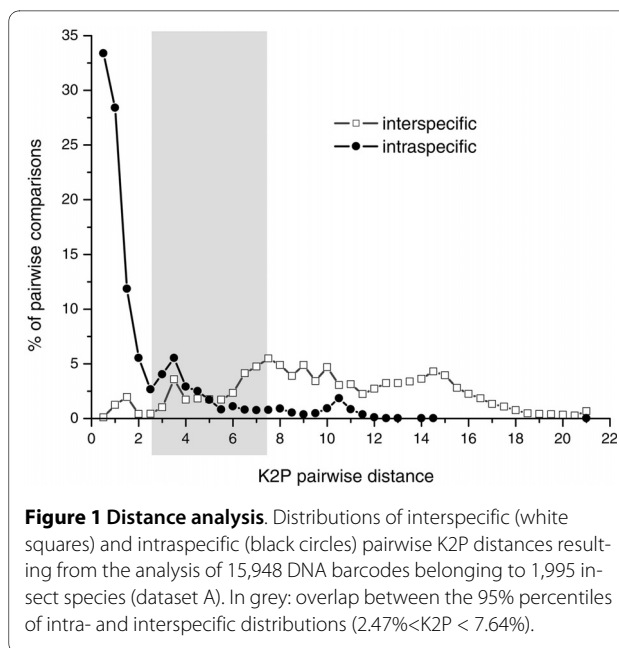 35
30
25
20
15
10
5
0
% of pairwise comparisons
interspecific
intraspecific
0 2 4 6 8 10 12 14 16 18 20 22
K2P pairwise distance
Figure 1 Distance analysis. Distributions of interspecific (white
squares) and intraspecific (black circles) pairwise K2P distances result-
ing from the analysis of 15,948 DNA barcodes belonging to 1,995 in-
sect species (dataset A). In grey: overlap between the 95% percentiles
of intra- and interspecific distributions (2.47%<K2P < 7.64%).